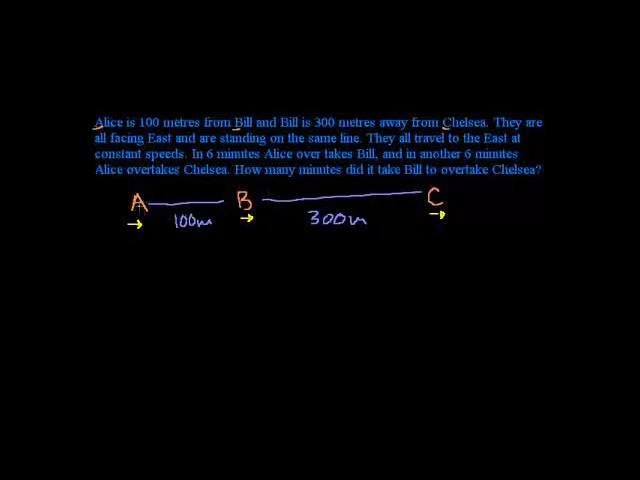 Alice is 100 metres from Bill and Bill is 300 metres away from Chelsea. They are
all facing East and are standing on the same line. They all travel to the East at
constant speeds. In 6 minutes Alice over takes Bill, and in another 6 minutes
Alice overtakes Chelsea. How many minutes did it take Bill to overtake Chelsea?
A B C
100m 300m